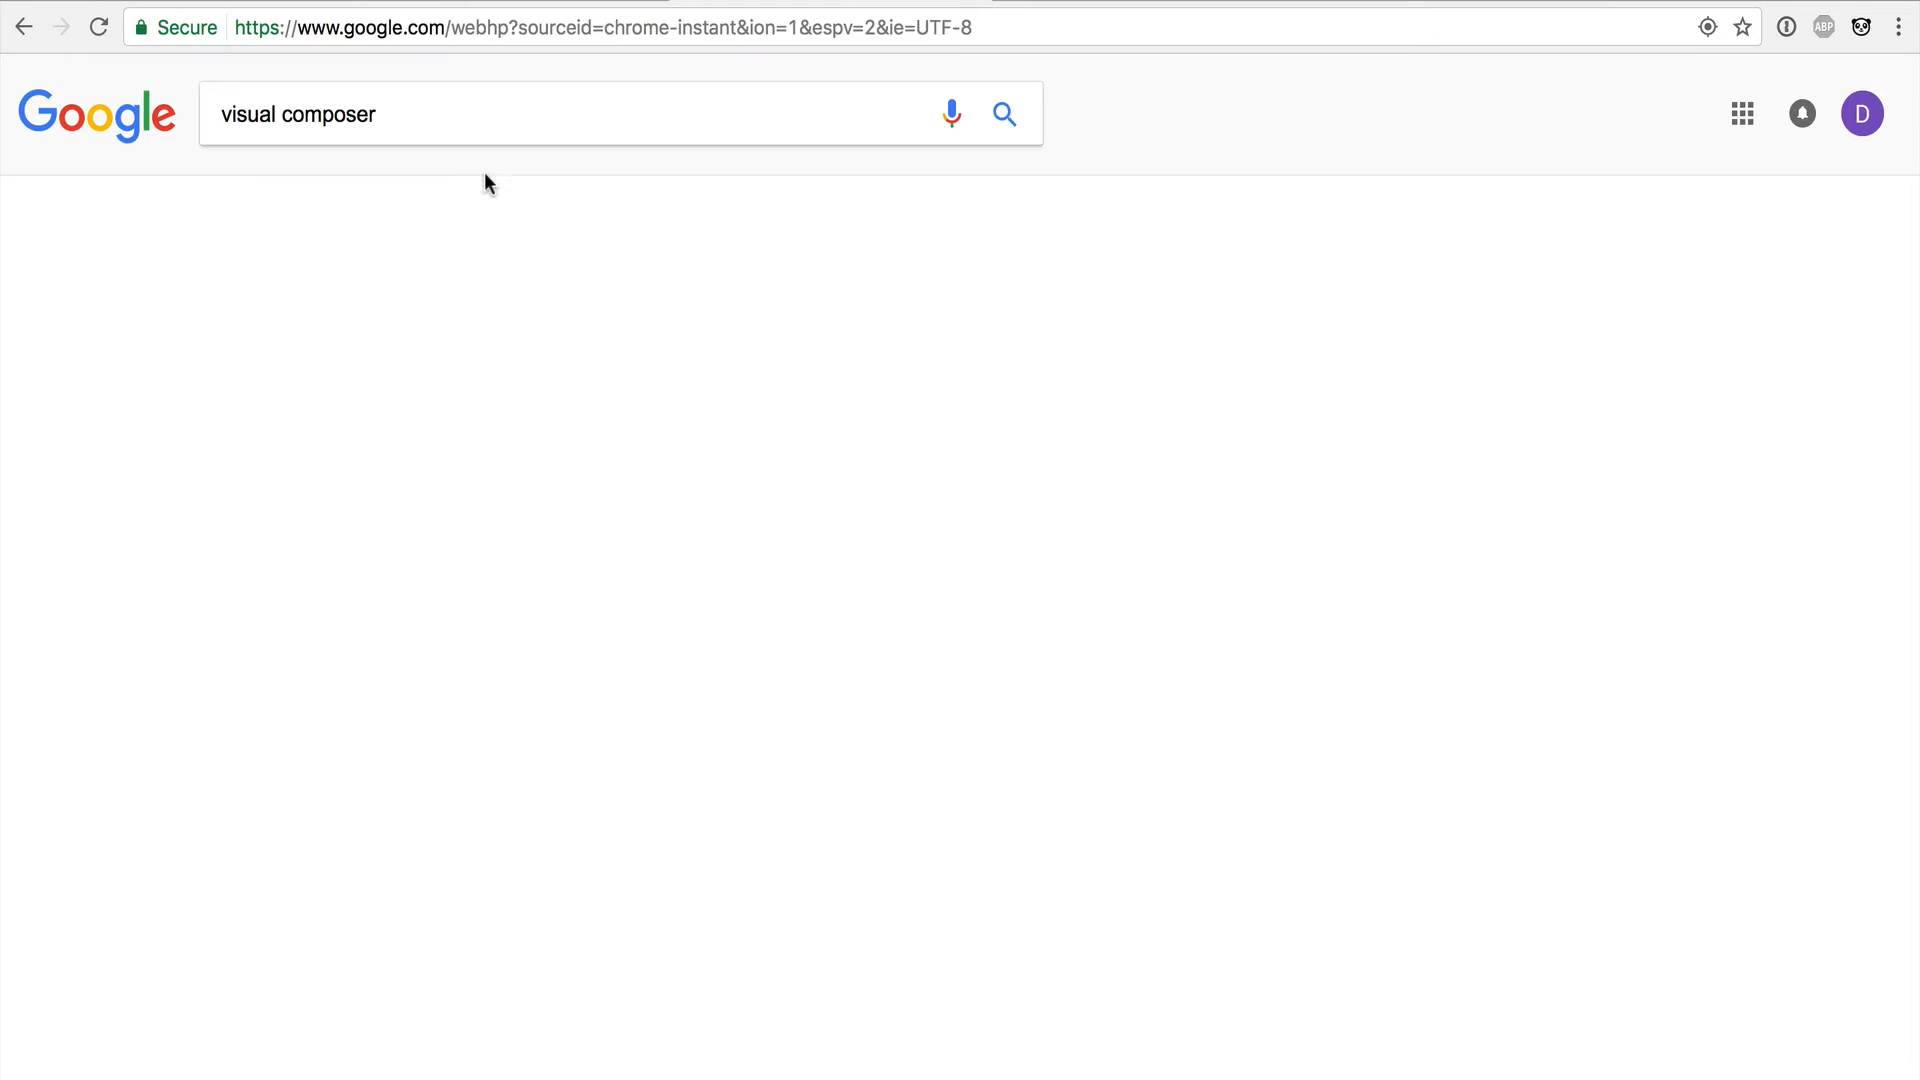 Secure https://www.google.com/webhp?sourceid=chrome-instant&ion=1&espv=2&ie=UTF-8
ABP
Google visual composer D